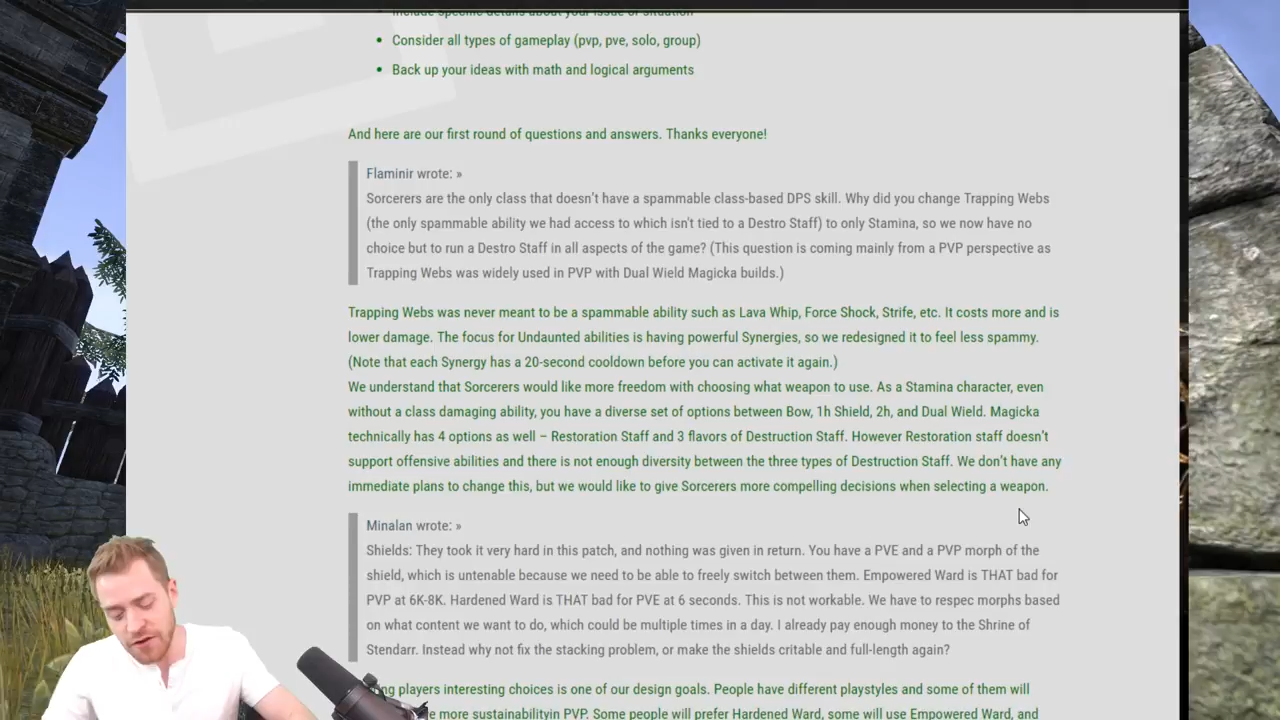 Include specific details about your issue or situation
• Consider all types of gameplay (pvp, pve, solo, group)
• Back up your ideas with math and logical arguments
And here are our first round of questions and answers. Thanks everyone!
Flaminir wrote: »
Sorcerers are the only class that doesn't have a spammable class-based DPS skill. Why did you change Trapping Webs
(the only spammable ability we had access to which isn't tied to a Destro Staff) to only Stamina, so we now have no
choice but to run a Destro Staff in all aspects of the game? (This question is coming mainly from a PVP perspective as
Trapping Webs was widely used in PVP with Dual Wield Magicka builds.)
Trapping Webs was never meant to be a spammable ability such as Lava Whip, Force Shock, Strife, etc. It costs more and is
lower damage. The focus for Undaunted abilities is having powerful Synergies, so we redesigned it to feel less spammy.
(Note that each Synergy has a 20-second cooldown before you can activate it again.)
We understand that Sorcerers would like more freedom with choosing what weapon to use. As a Stamina character, even
without a class damaging ability, you have a diverse set of options between Bow, 1h Shield, 2h, and Dual Wield. Magicka
technically has 4 options as well – Restoration Staff and 3 flavors of Destruction Staff. However Restoration staff doesn't
support offensive abilities and there is not enough diversity between the three types of Destruction Staff. We don't have any
immediate plans to change this, but we would like to give Sorcerers more compelling decisions when selecting a weapon.
Minalan wrote: »
Shields: They took it very hard in this patch, and nothing was given in return. You have a PVE and a PVP morph of the
shield, which is untenable because we need to be able to freely switch between them. Empowered Ward is THAT bad for
PVP at 6K-8K. Hardened Ward is THAT bad for PVE at 6 seconds. This is not workable. We have to respec morphs based
on what content we want to do, which could be multiple times in a day. I already pay enough money to the Shrine of
Stendarr. Instead why not fix the stacking problem, or make the shields critable and full-length again?
players interesting choices is one of our design goals. People have different playstyles and some of them will
more sustainabilityin PVP. Some people will prefer Hardened Ward, some will use Empowered Ward, and